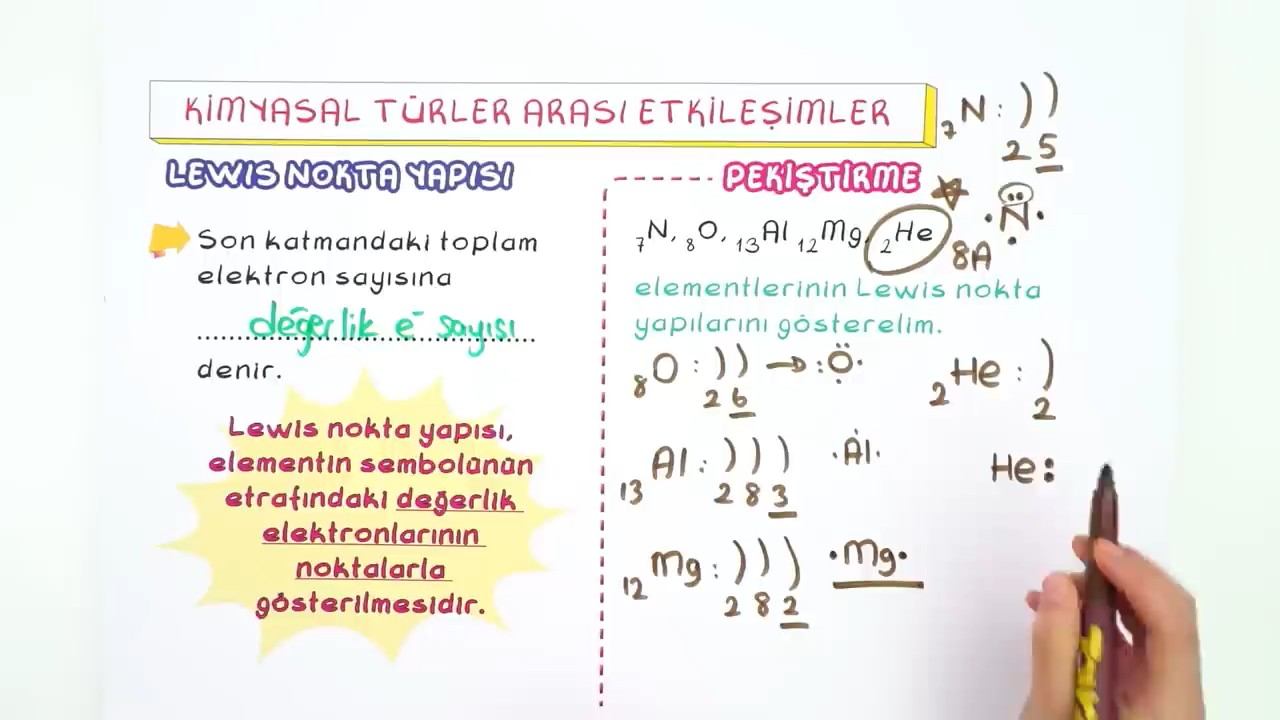 KİMYASAL TÜRLER ARASI ETKİLEŞİMLER
LEWIS NOKTA YAPISI
Son katmandaki toplam
elektron sayısına
değerlik e⁻ sayısı
denir.
Lewis nokta yapısı,
elementin sembolünün
etrafındaki değerlik
elektronlarının
noktalarla
gösterilmesidir.
PEKİŞTİRME
₇N, ₈O, ₁₃Al ₁₂Mg, ₂He
8A
elementlerinin Lewis nokta
yapılarını gösterelim.
₇N: ) )
2 5
N
₈O: ) ) → :Ö·
2 6
₁₃Al: ) ) ) ·Al·
2 8 3
₁₂Mg: ) ) ) ·Mg·
2 8 2
₂He: )
2
He: